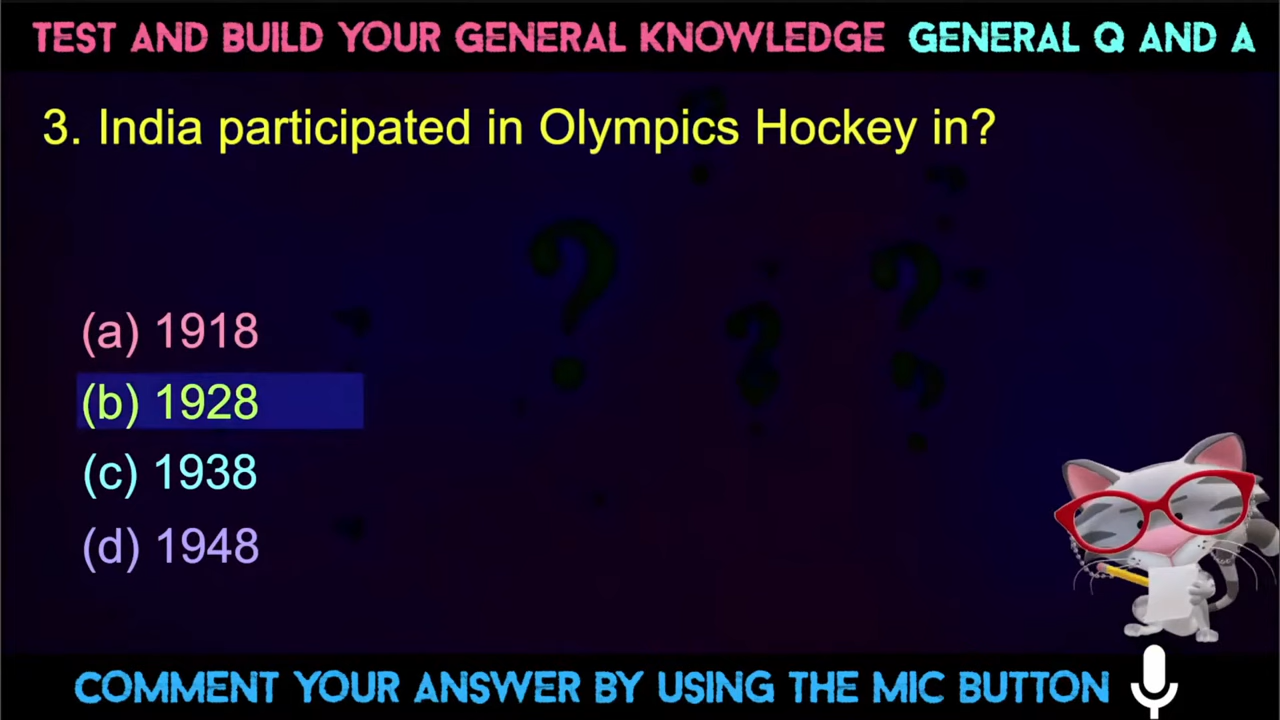 TEST AND BUILD YOUR GENERAL KNOWLEDGE GENERAL Q AND A
3. India participated in Olympics Hockey in?
(a) 1918
(b) 1928
(c) 1938
(d) 1948
COMMENT YOUR ANSWER BY USING THE MIC BUTTON